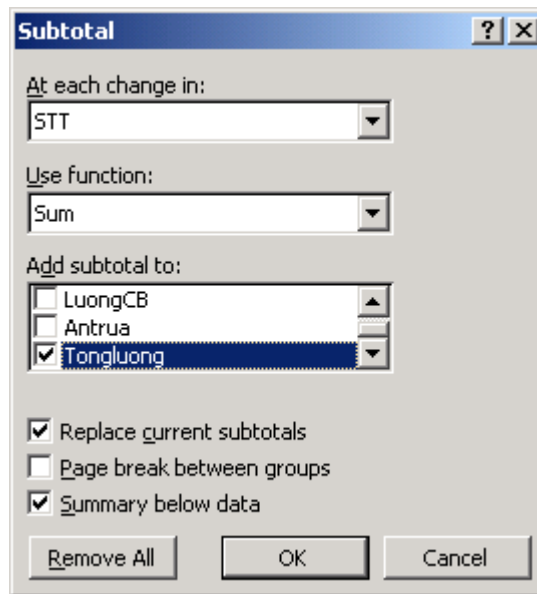 Subtotal
At each change in:
STT
Use function:
Sum
Add subtotal to:
LuongCB
Antrua
Tongluong
Replace current subtotals
Page break between groups
Summary below data
Remove All OK Cancel